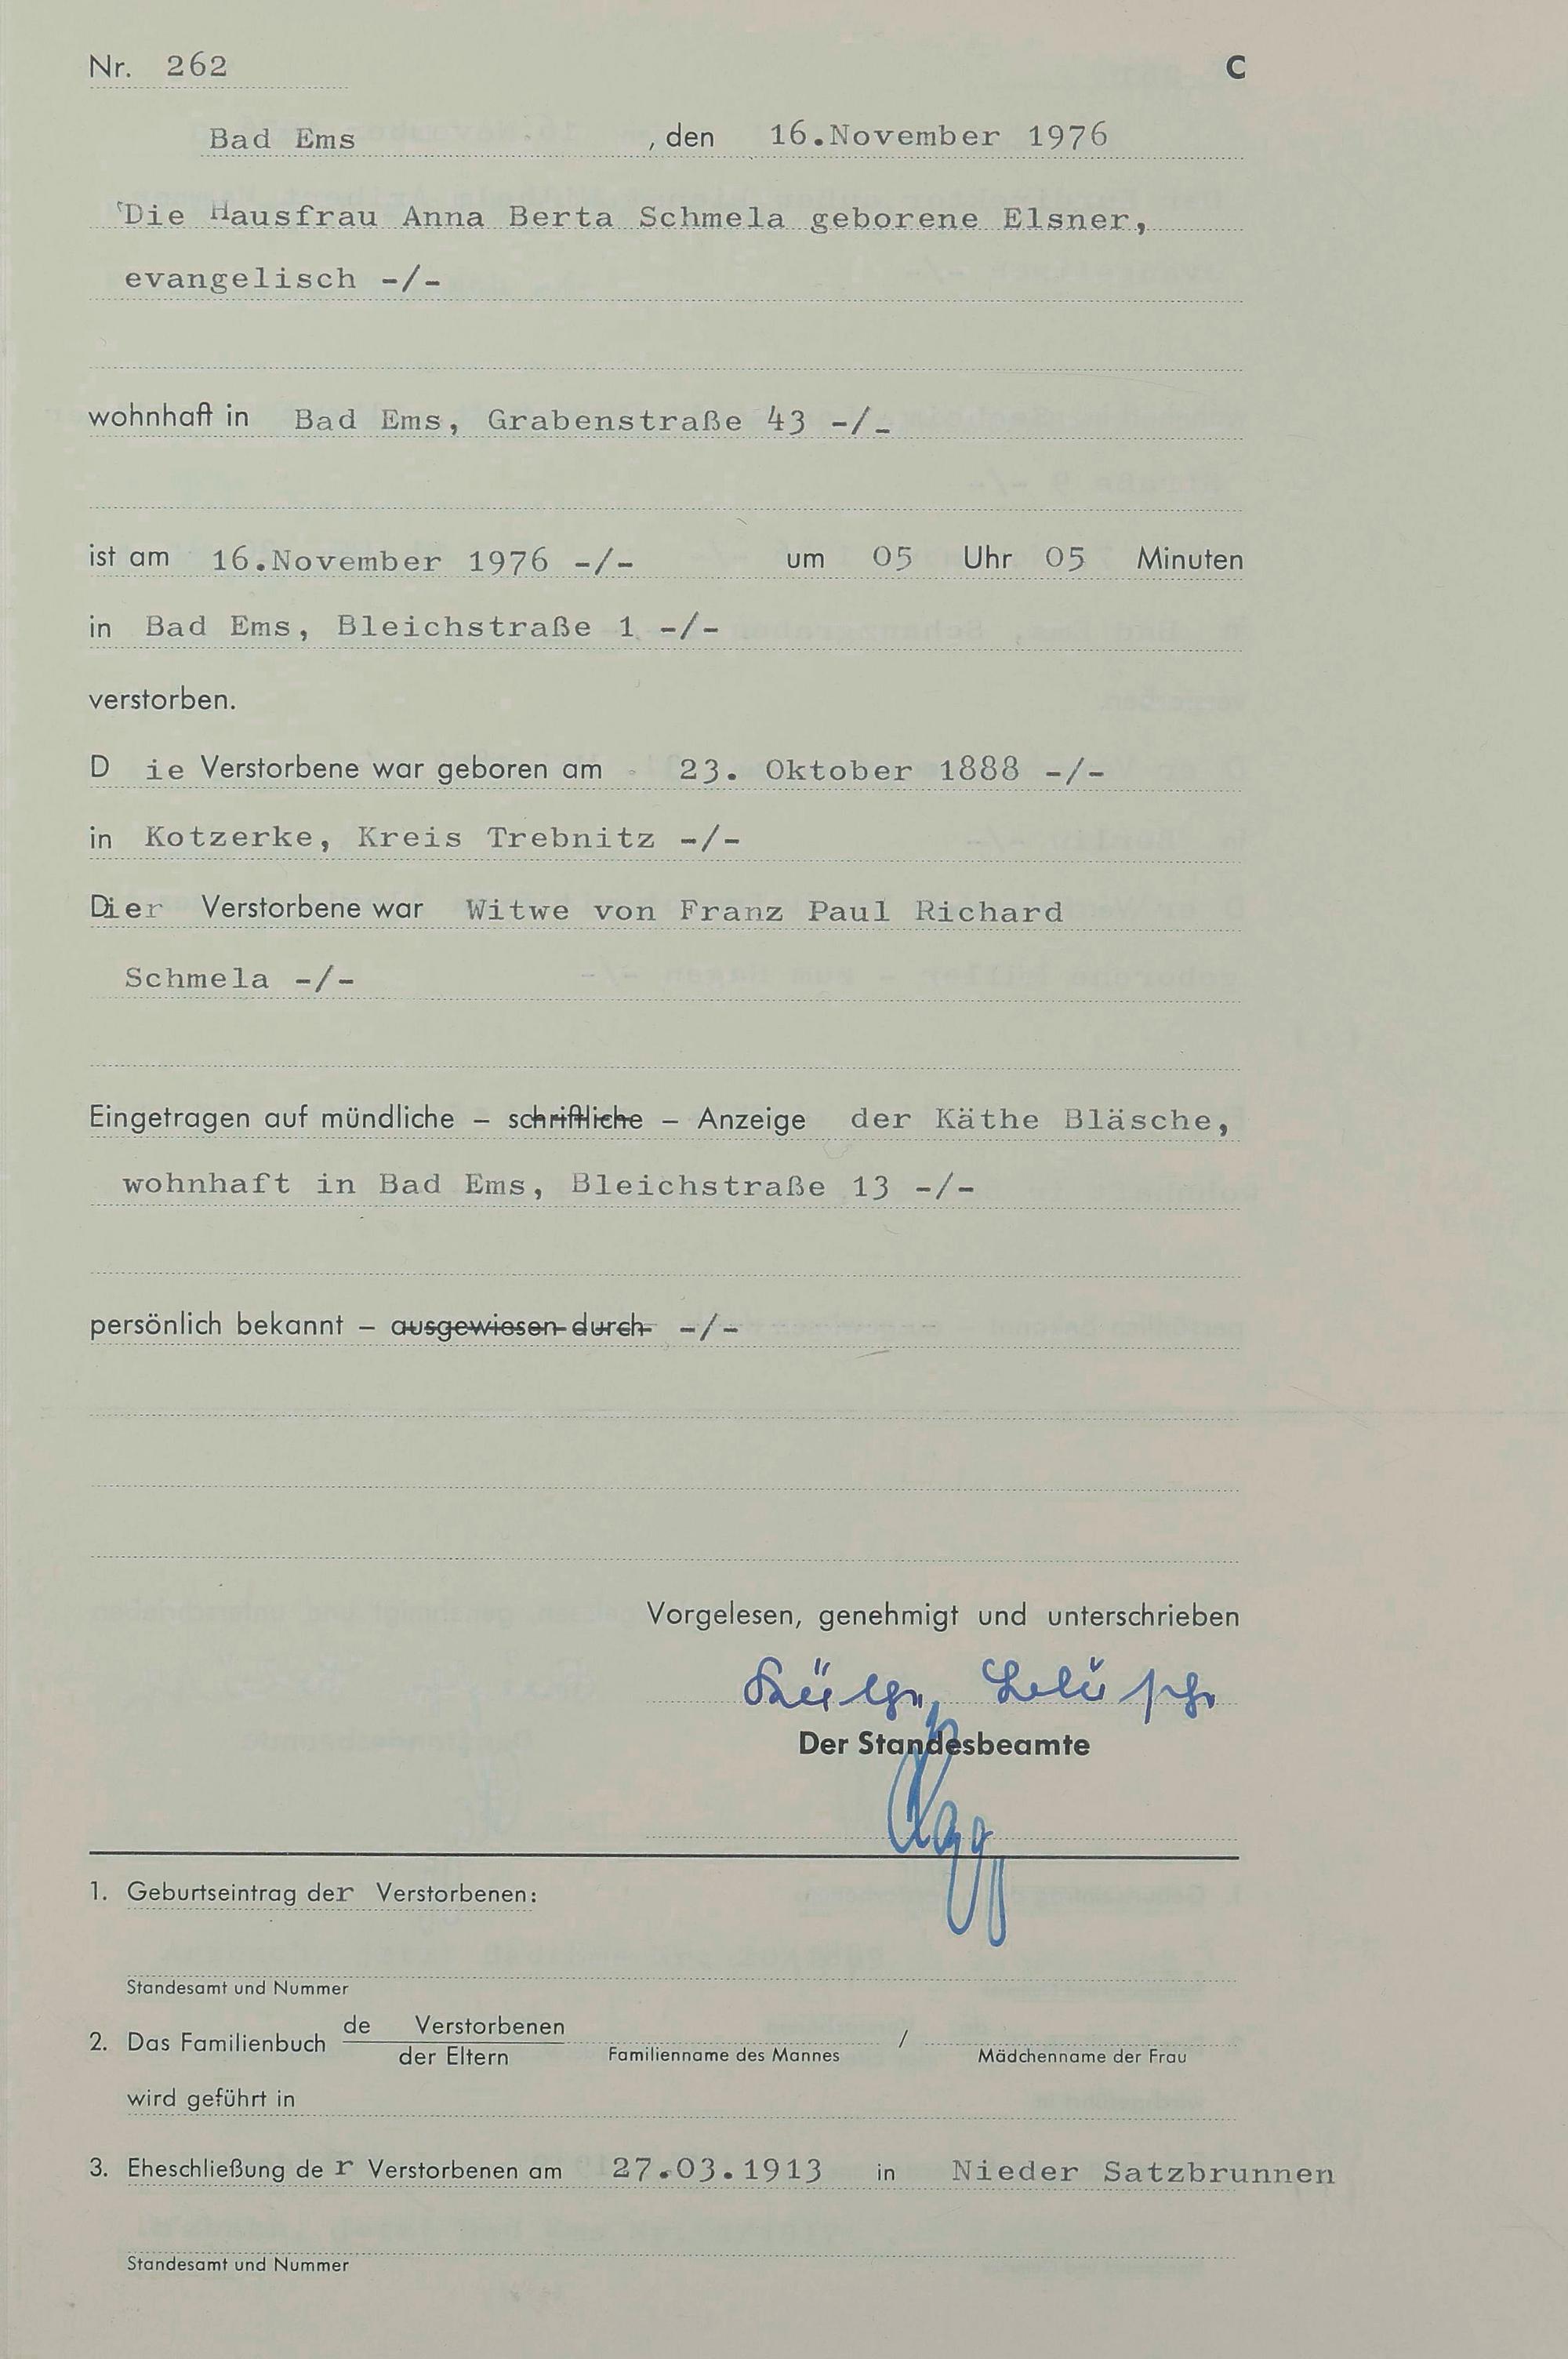 Nr. 262 C
Bad Ems , den 16.November 1976
Die Hausfrau Anna Berta Schmela geborene Elsner,
evangelisch -/-
wohnhaft in Bad Ems, Grabenstraße 43 -/-
ist am 16.November 1976 -/- um 05 Uhr 05 Minuten
in Bad Ems, Bleichstraße 1 -/-
verstorben.
D ie Verstorbene war geboren am 23. Oktober 1888 -/-
in Kotzerke, Kreis Trebnitz -/-
Dier Verstorbene war Witwe von Franz Paul Richard
Schmela -/-
Eingetragen auf mündliche – schriftliche – Anzeige der Käthe Bläsche,
wohnhaft in Bad Ems, Bleichstraße 13 -/-
persönlich bekannt – ausgewiesen durch -/-
Vorgelesen, genehmigt und unterschrieben
Käthe Bläsche
Der Standesbeamte
1. Geburtseintrag der Verstorbenen:
Standesamt und Nummer
2. Das Familienbuch de Verstorbenen / 
der Eltern Familienname des Mannes Mädchenname der Frau
wird geführt in
3. Eheschließung de r Verstorbenen am 27.03.1913 in Nieder Satzbrunnen
Standesamt und Nummer